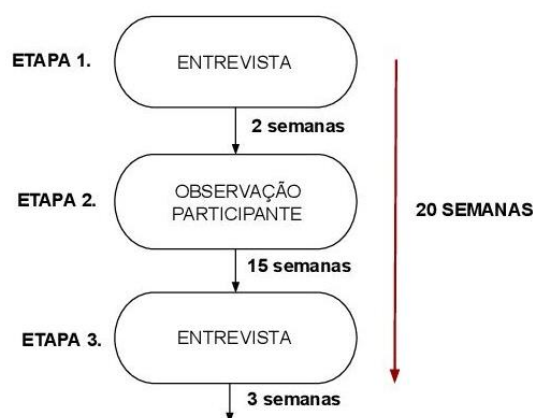 ETAPA 1.
ENTREVISTA
2 semanas
ETAPA 2.
OBSERVAÇÃO
PARTICIPANTE
20 SEMANAS
15 semanas
ETAPA 3.
ENTREVISTA
3 semanas